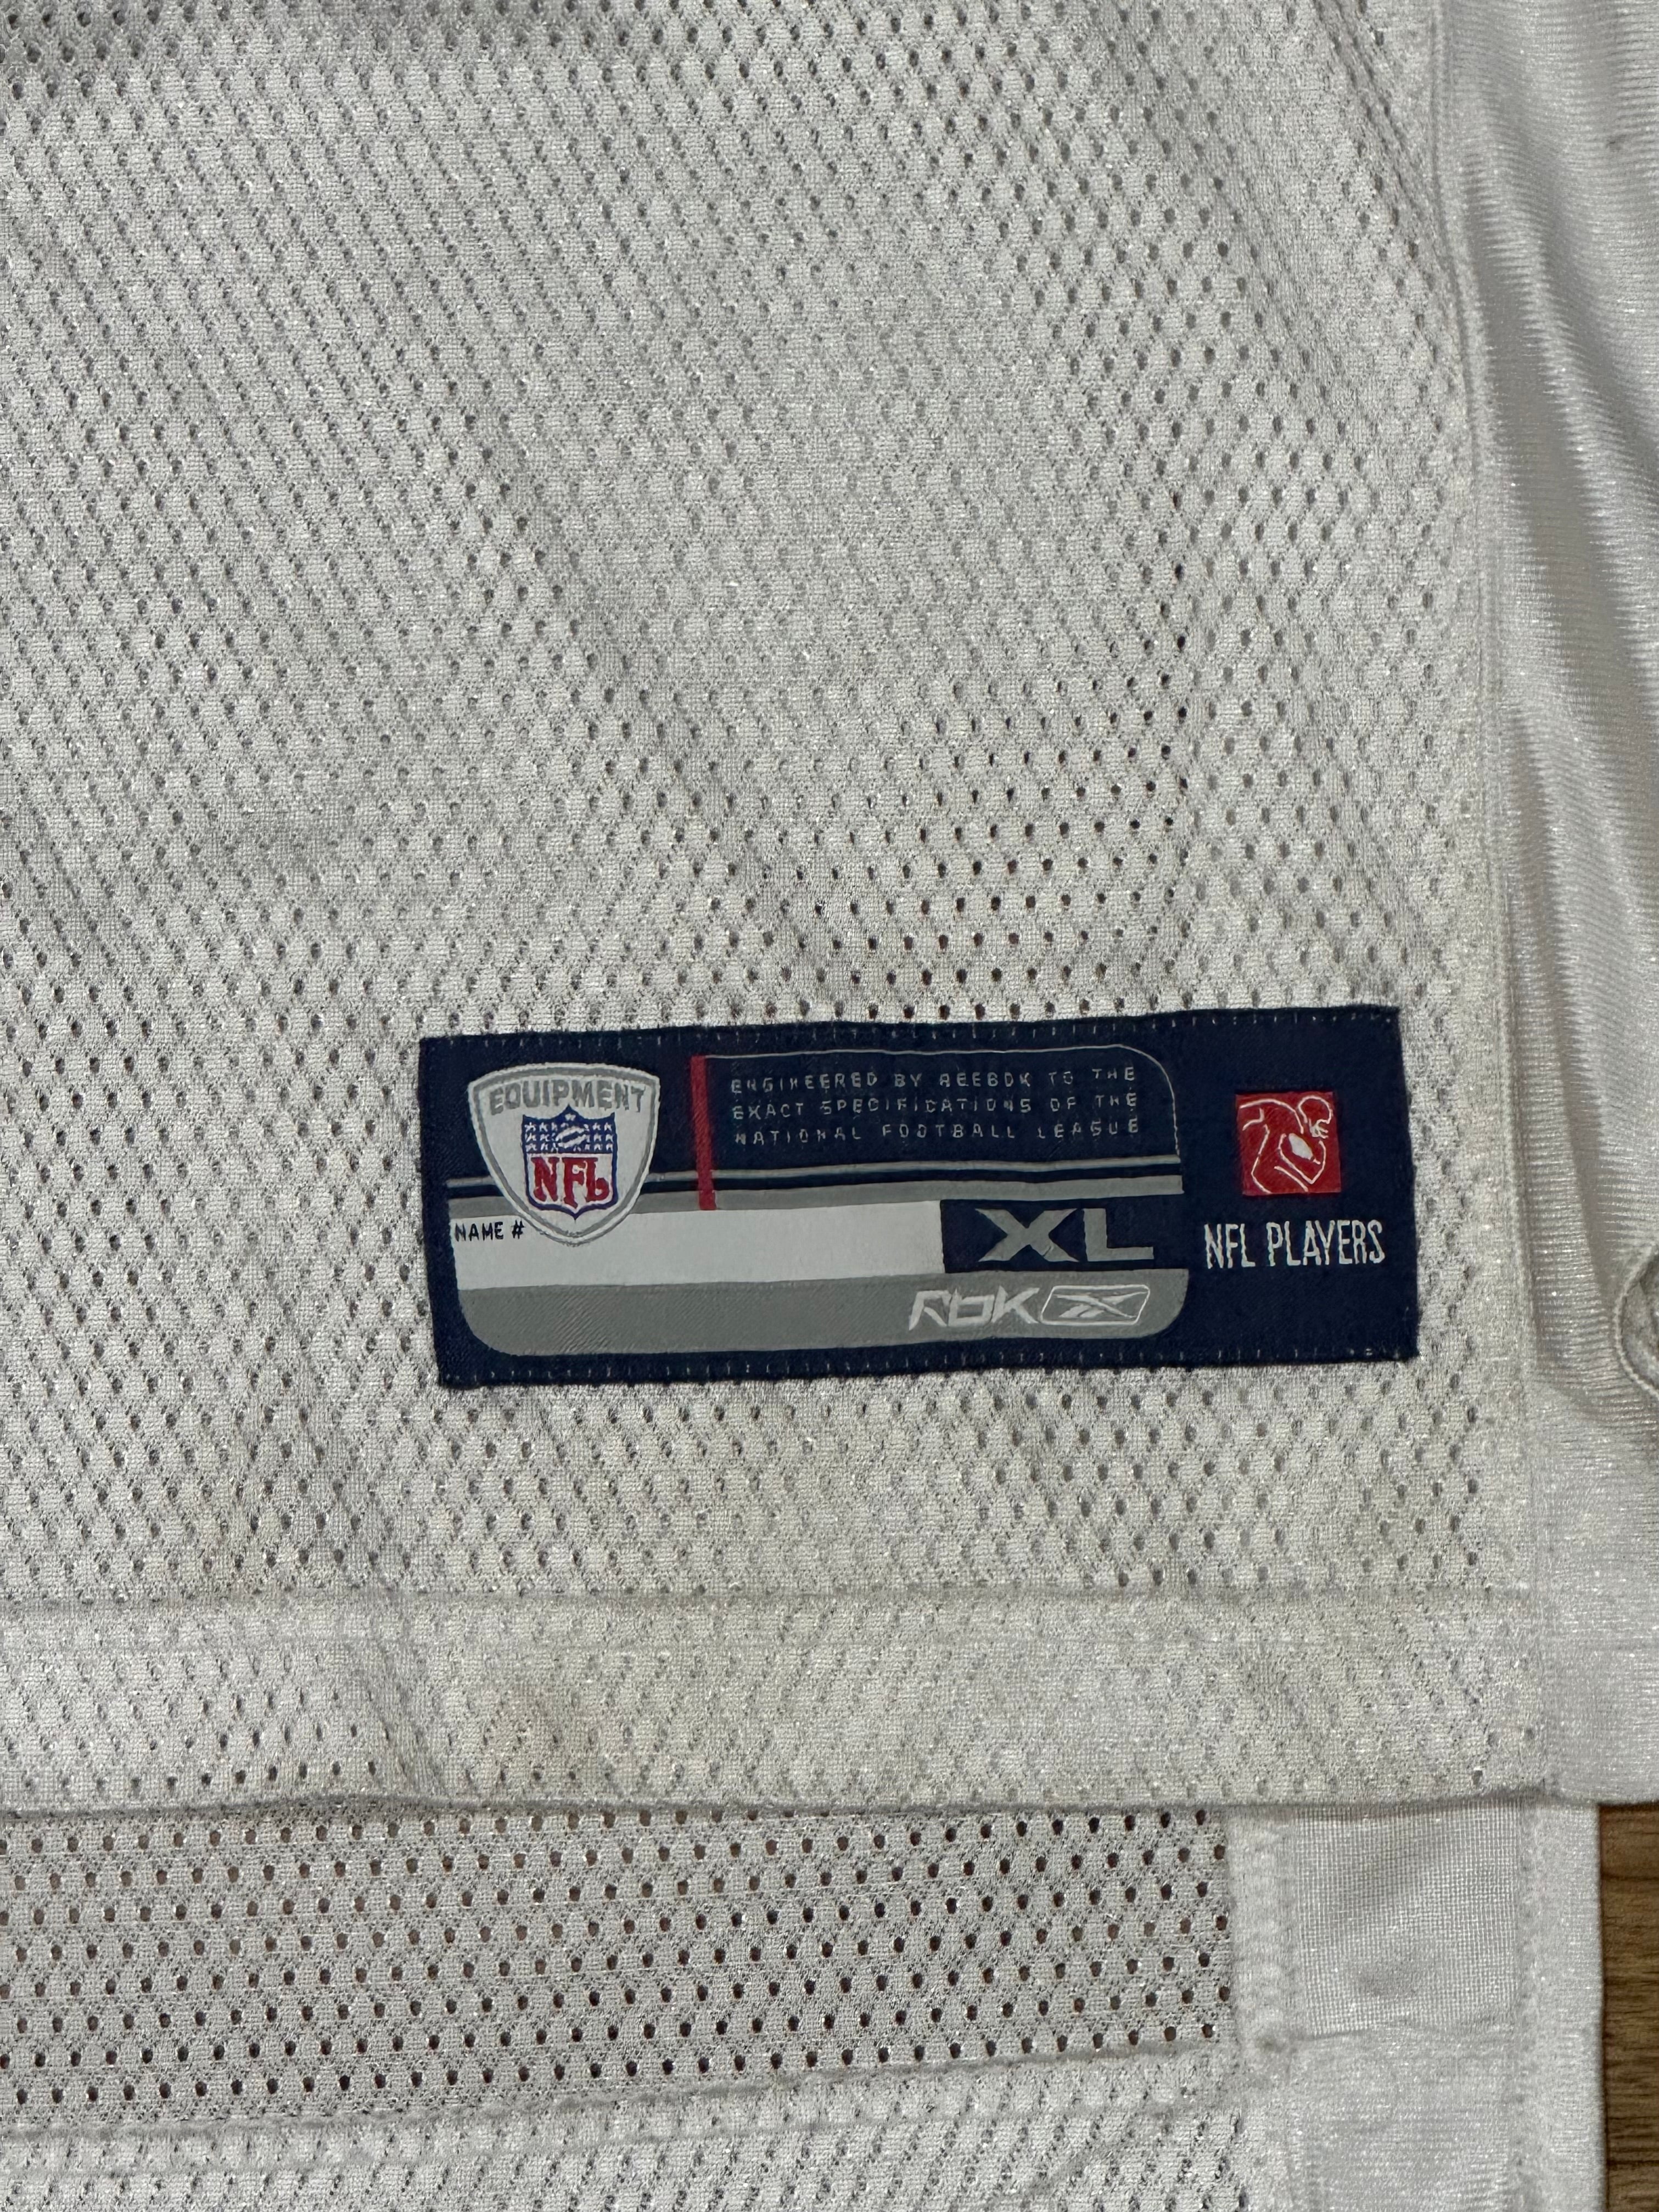 EQUIPMENT
NFL
ENGINEERED BY REEBOK TO THE
EXACT SPECIFICATIONS OF THE
NATIONAL FOOTBALL LEAGUE
NAME #
XL
RBK
NFL PLAYERS